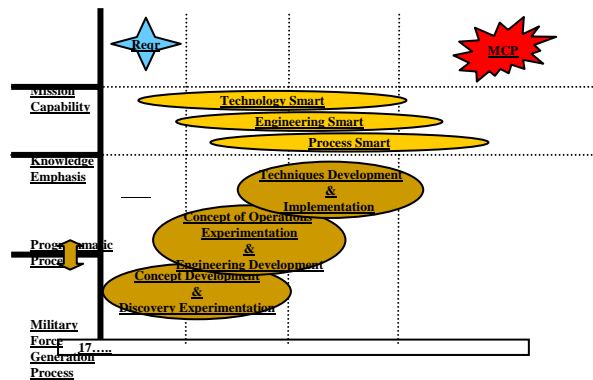 Reqr
MCP
Mission
Capability
Technology Smart
Engineering Smart
Process Smart
Knowledge
Emphasis
Techniques Development
&
Implementation
Concept of Operations
Experimentation
&
Engineering Development
Programmatic
Process
Concept Development
&
Discovery Experimentation
Military
Force
Generation
Process
17…..